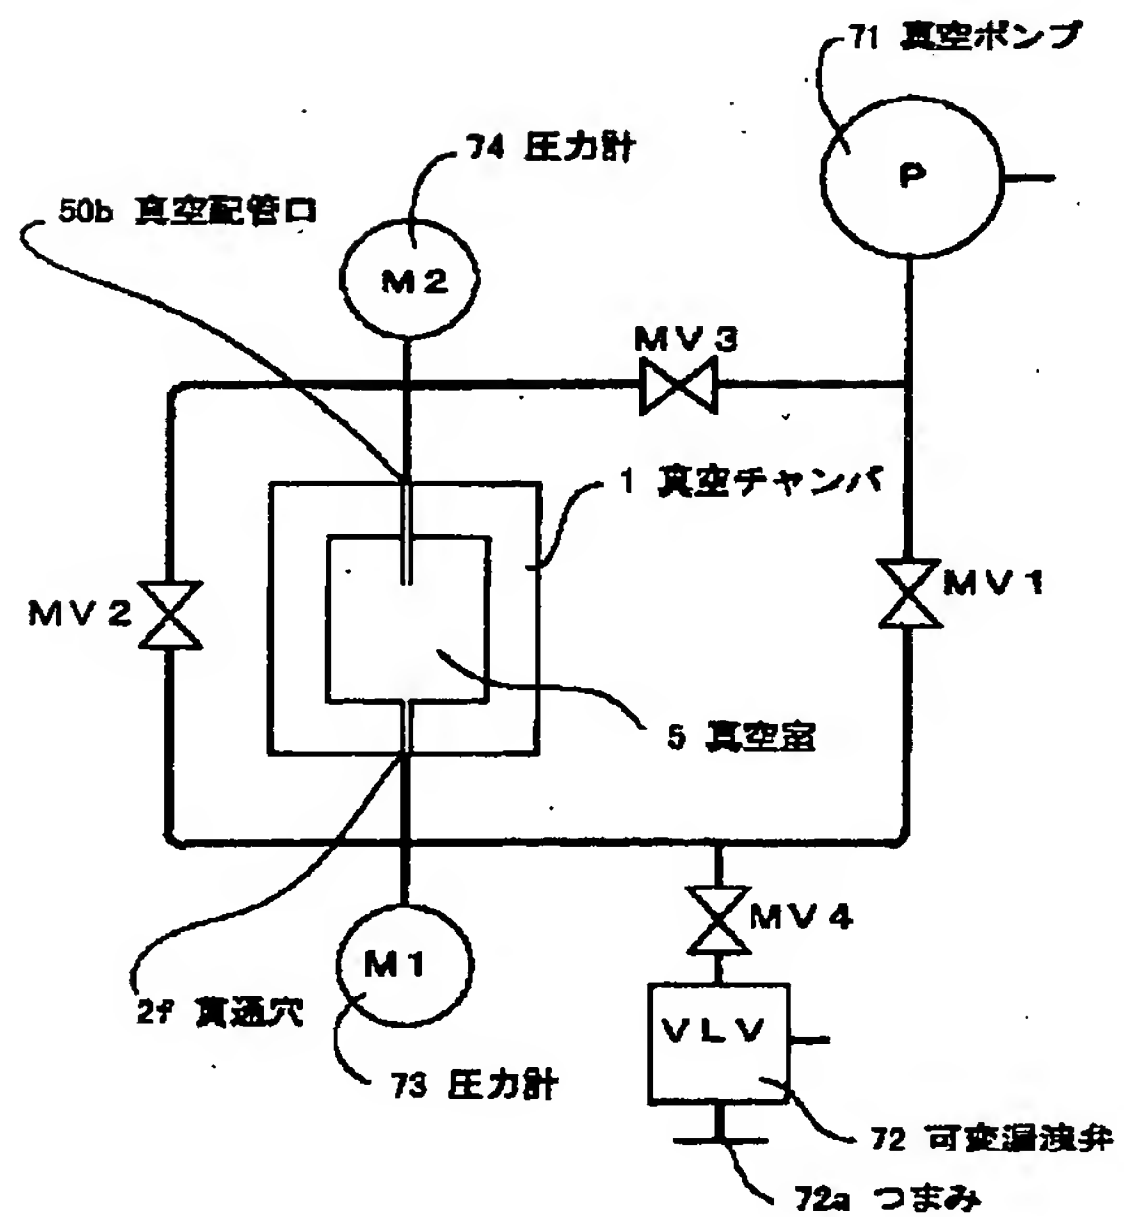 71 真空ポンプ
P
74 圧力計
50b 真空配管口
M2
MV3
1 真空チャンバ
MV2
MV1
5 真空室
MV4
M1
2f 貫通穴
VLV
73 圧力計
72 可変漏洩弁
72a つまみ